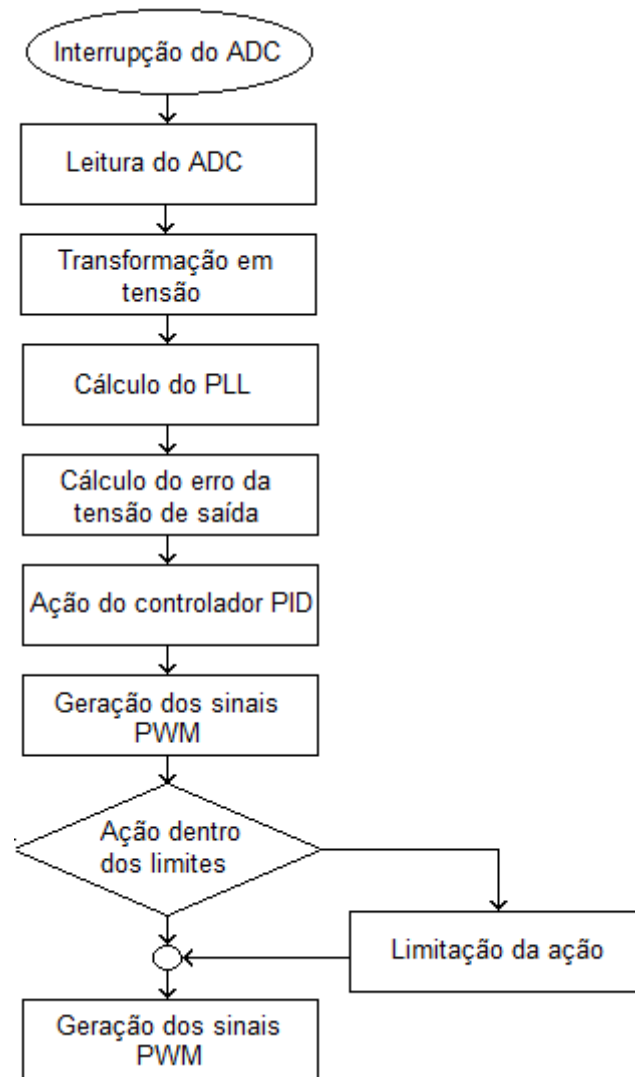 Interrupção do ADC
Leitura do ADC
Transformação em
tensão
Cálculo do PLL
Cálculo do erro da
tensão de saída
Ação do controlador PID
Geração dos sinais
PWM
Ação dentro
dos limites
Limitação da ação
Geração dos sinais
PWM